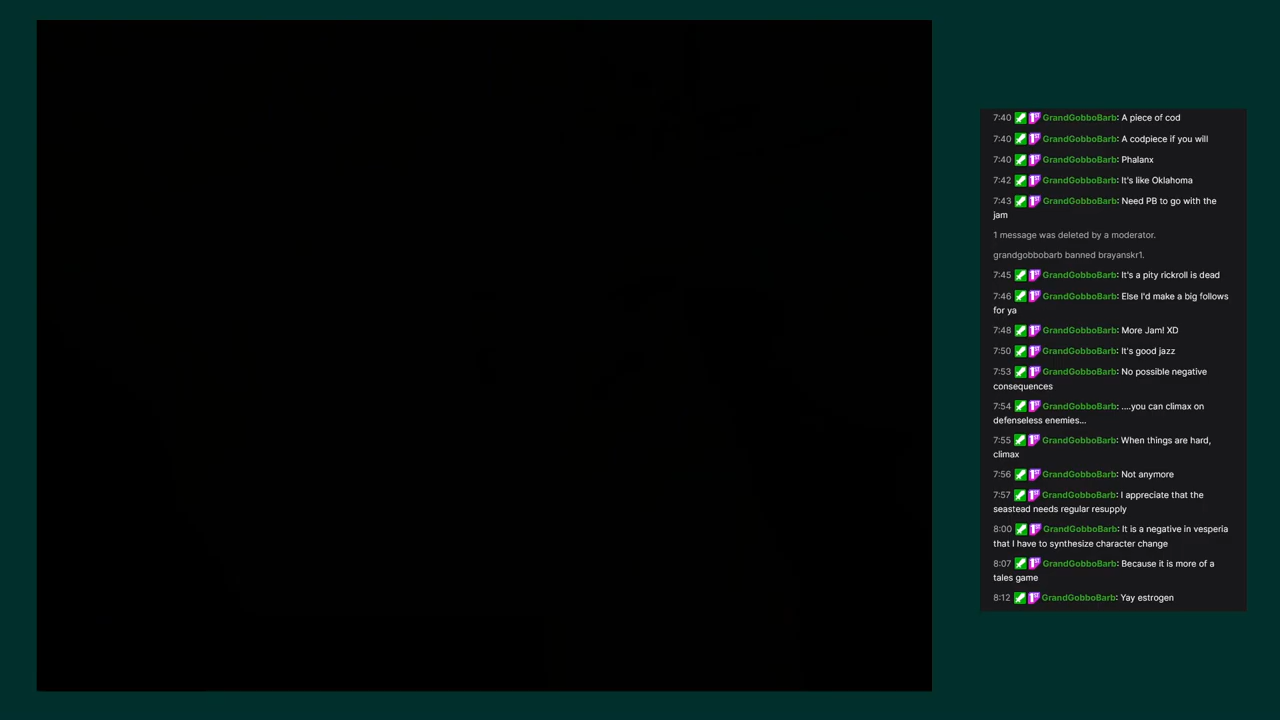 7:40 GrandGobboBarb: A piece of cod
7:40 GrandGobboBarb: A codpiece if you will
7:40 GrandGobboBarb: Phalanx
7:42 GrandGobboBarb: It's like Oklahoma
7:43 GrandGobboBarb: Need PB to go with the
jam
1 message was deleted by a moderator.
grandgobbobarb banned brayanskr1.
7:45 GrandGobboBarb: It's a pity rickroll is dead
7:46 GrandGobboBarb: Else I'd make a big follows
for ya
7:48 GrandGobboBarb: More Jam! XD
7:50 GrandGobboBarb: It's good jazz
7:53 GrandGobboBarb: No possible negative
consequences
7:54 GrandGobboBarb: ....you can climax on
defenseless enemies...
7:55 GrandGobboBarb: When things are hard,
climax
7:56 GrandGobboBarb: Not anymore
7:57 GrandGobboBarb: I appreciate that the
seastead needs regular resupply
8:00 GrandGobboBarb: It is a negative in vesperia
that I have to synthesize character change
8:07 GrandGobboBarb: Because it is more of a
tales game
8:12 GrandGobboBarb: Yay estrogen